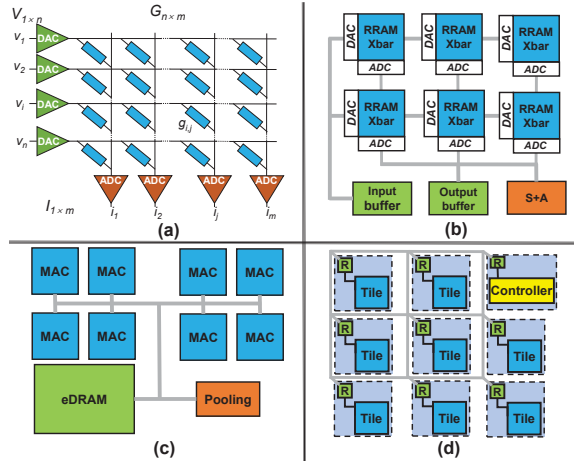 V1×n
Gn×m
v1
DAC
v2
DAC
vi
DAC
gi,j
vn
DAC
ADC
ADC
ADC
ADC
I1×m
i1
i2
ij
im
(a)
DAC
RRAM
Xbar
ADC
DAC
RRAM
Xbar
ADC
DAC
RRAM
Xbar
ADC
DAC
RRAM
Xbar
ADC
DAC
RRAM
Xbar
ADC
DAC
RRAM
Xbar
ADC
Input
buffer
Output
buffer
S+A
(b)
MAC
MAC
MAC
MAC
MAC
MAC
MAC
MAC
eDRAM
Pooling
(c)
R
Tile
R
Tile
R
Controller
R
Tile
R
Tile
R
Tile
R
Tile
R
Tile
R
Tile
(d)